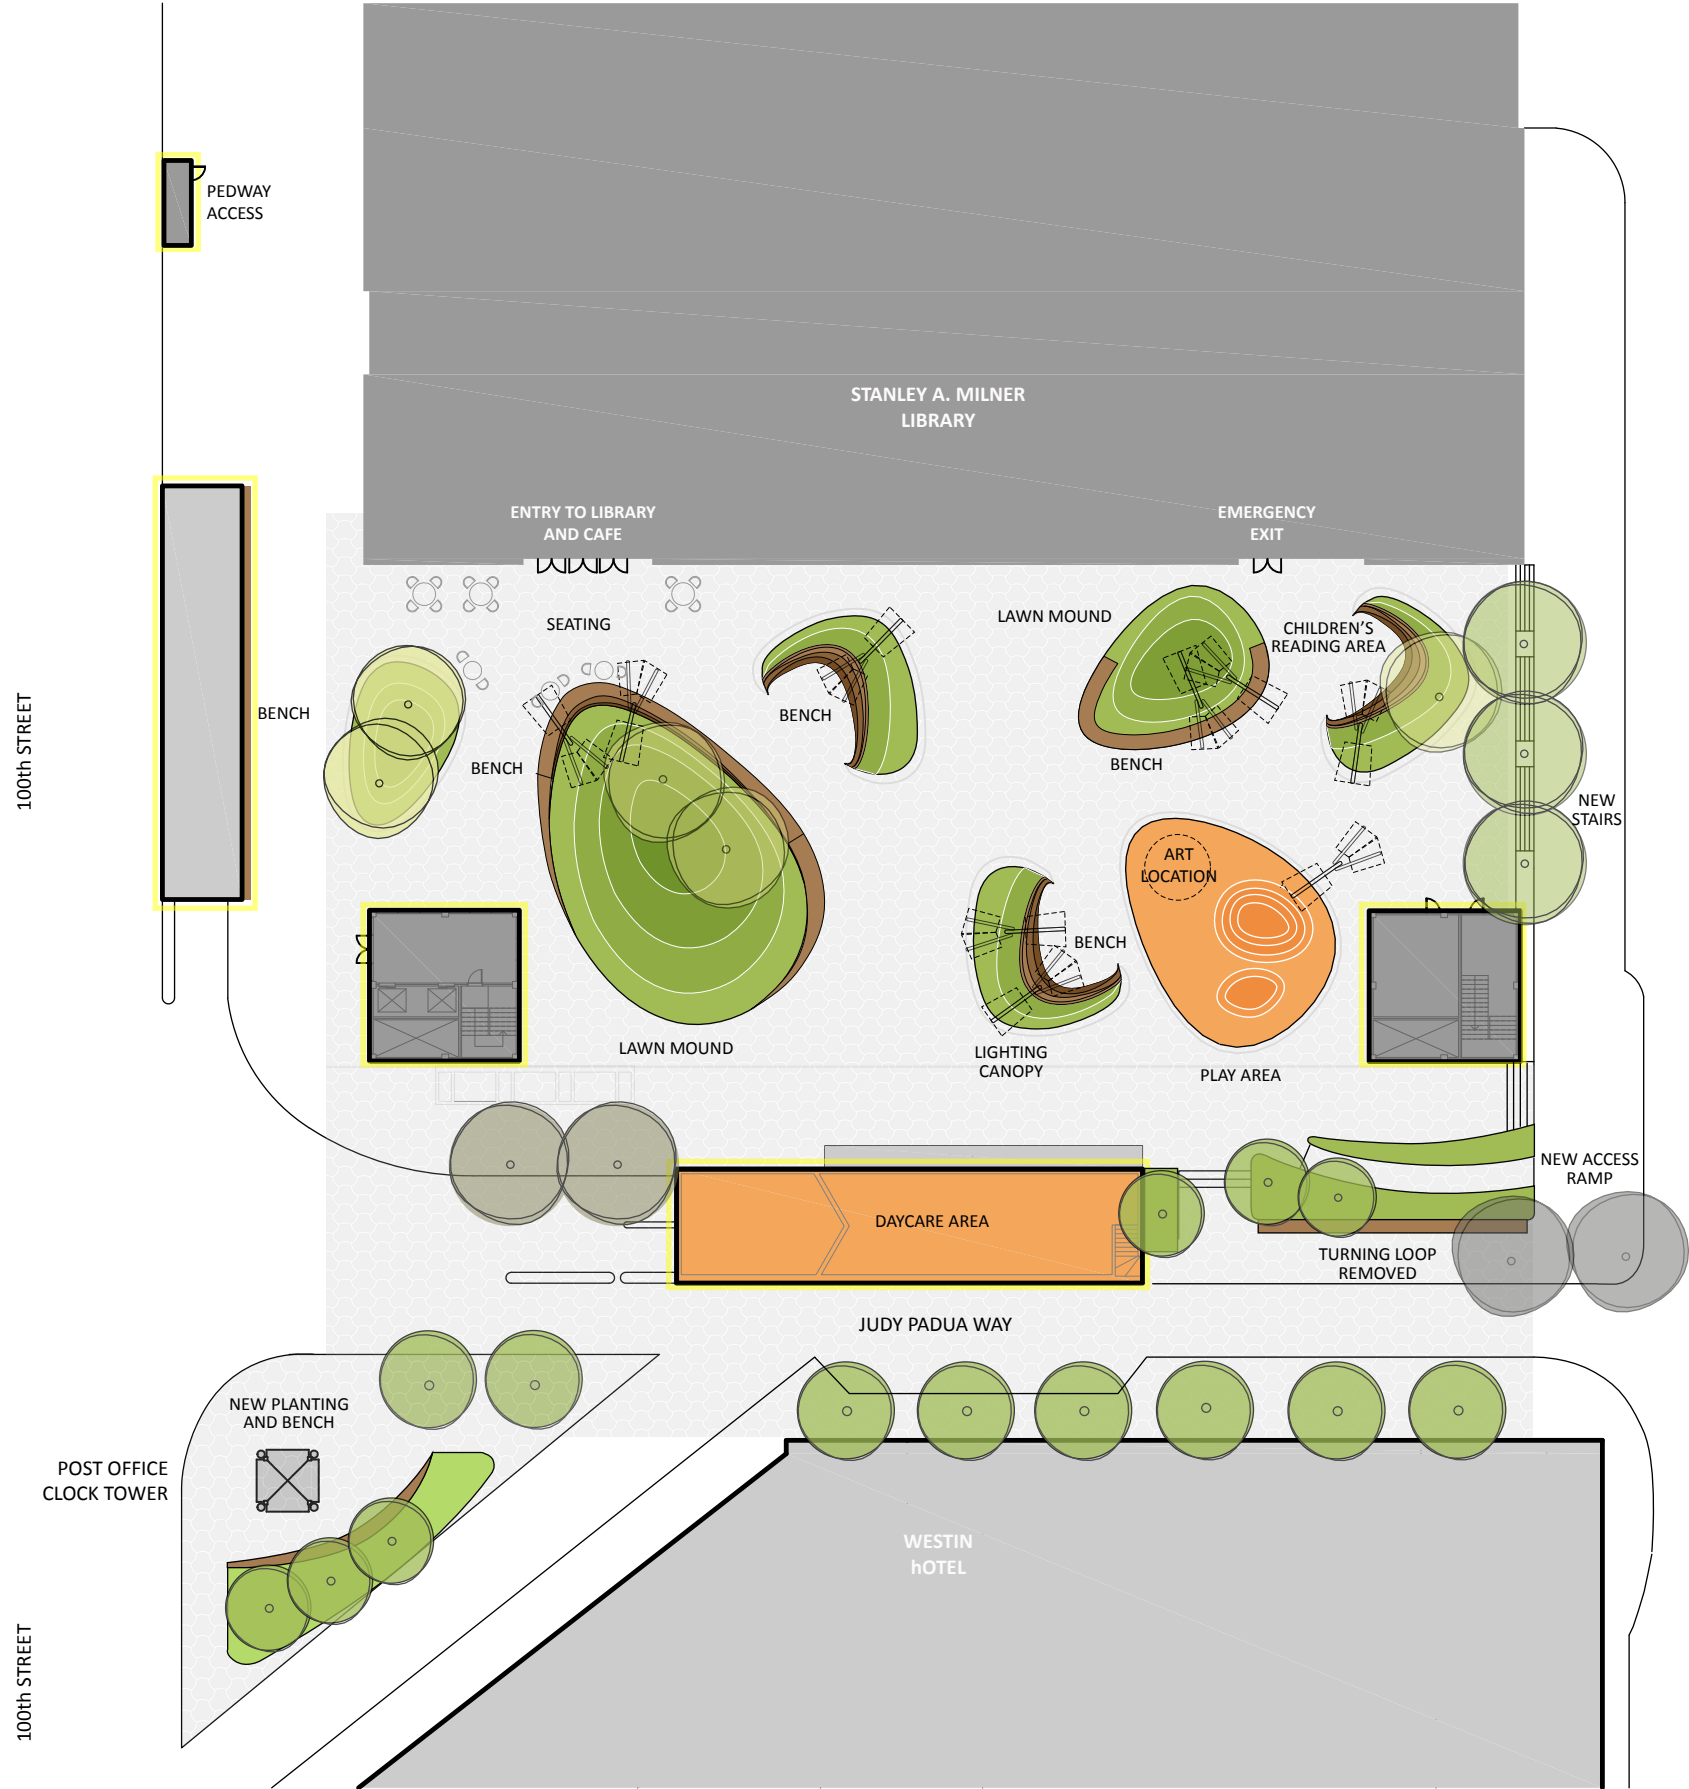 PEDWAY
ACCESS
STANLEY A. MILNER
LIBRARY
ENTRY TO LIBRARY
AND CAFE
EMERGENCY
EXIT
SEATING
LAWN MOUND
CHILDREN'S
READING AREA
100th STREET
BENCH
BENCH
BENCH
BENCH
NEW
STAIRS
ART
LOCATION
BENCH
LAWN MOUND
LIGHTING
CANOPY
PLAY AREA
NEW ACCESS
RAMP
DAYCARE AREA
TURNING LOOP
REMOVED
JUDY PADUA WAY
NEW PLANTING
AND BENCH
POST OFFICE
CLOCK TOWER
WESTIN
hOTEL
100th STREET